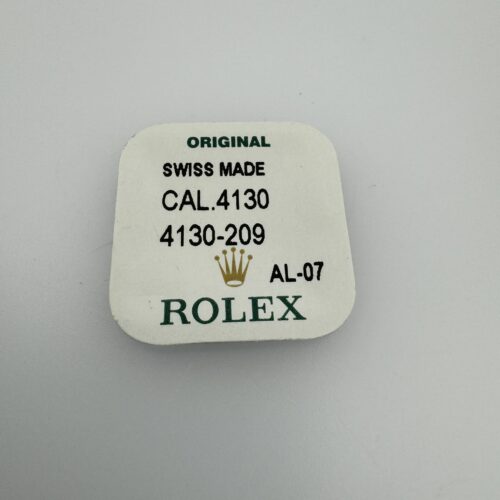 ORIGINAL
SWISS MADE
CAL.4130
4130-209
AL-07
ROLEX